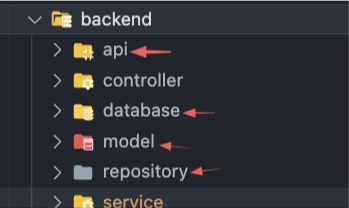 backend
api
controller
database
model
repository
service